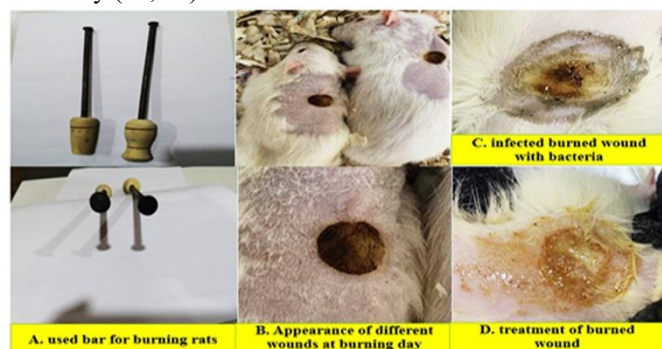 C. infected burned wound
with bacteria
A. used bar for burning rats
B. Appearance of different
wounds at burning day
D. treatment of burned
wound